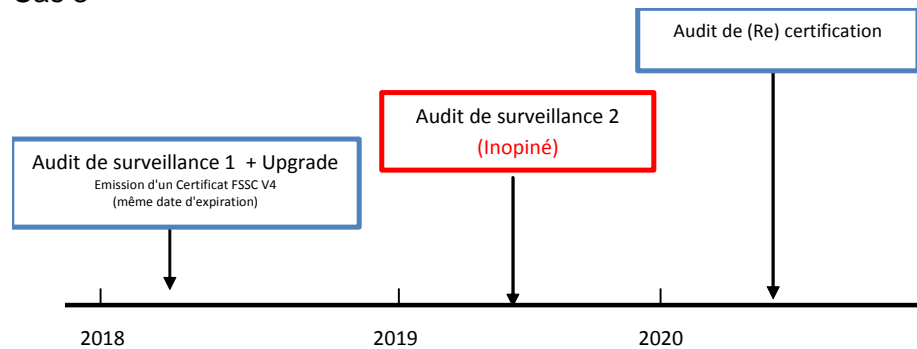 Audit de (Re) certification
Audit de surveillance 2
(Inopiné)
Audit de surveillance 1 + Upgrade
Emission d'un Certificat FSSC V4
(même date d'expiration)
2018
2019
2020